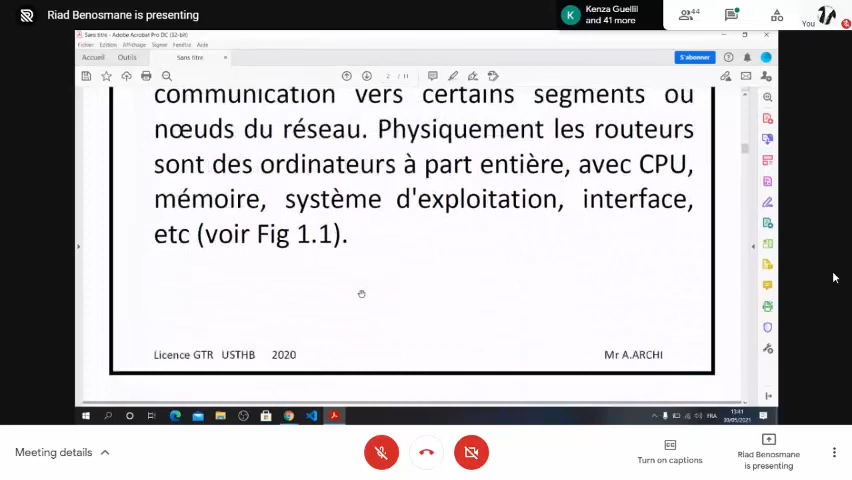 Riad Benosmane is presenting
Kenza Guellii
and 41 more
K
44
You
Sans titre - Adobe Acrobat Pro DC (32-bit)
Fichier Edition Affichage Signer Fenêtre Aide
Accueil Outils Sans titre × S'abonner
2 / 11
communication vers certains segments ou
nœuds du réseau. Physiquement les routeurs
sont des ordinateurs à part entière, avec CPU,
mémoire, système d'exploitation, interface,
etc (voir Fig 1.1).
Licence GTR USTHB 2020 Mr A.ARCHI
FRA
13:41
30/05/2021
Meeting details
Turn on captions
Riad Benosmane
is presenting